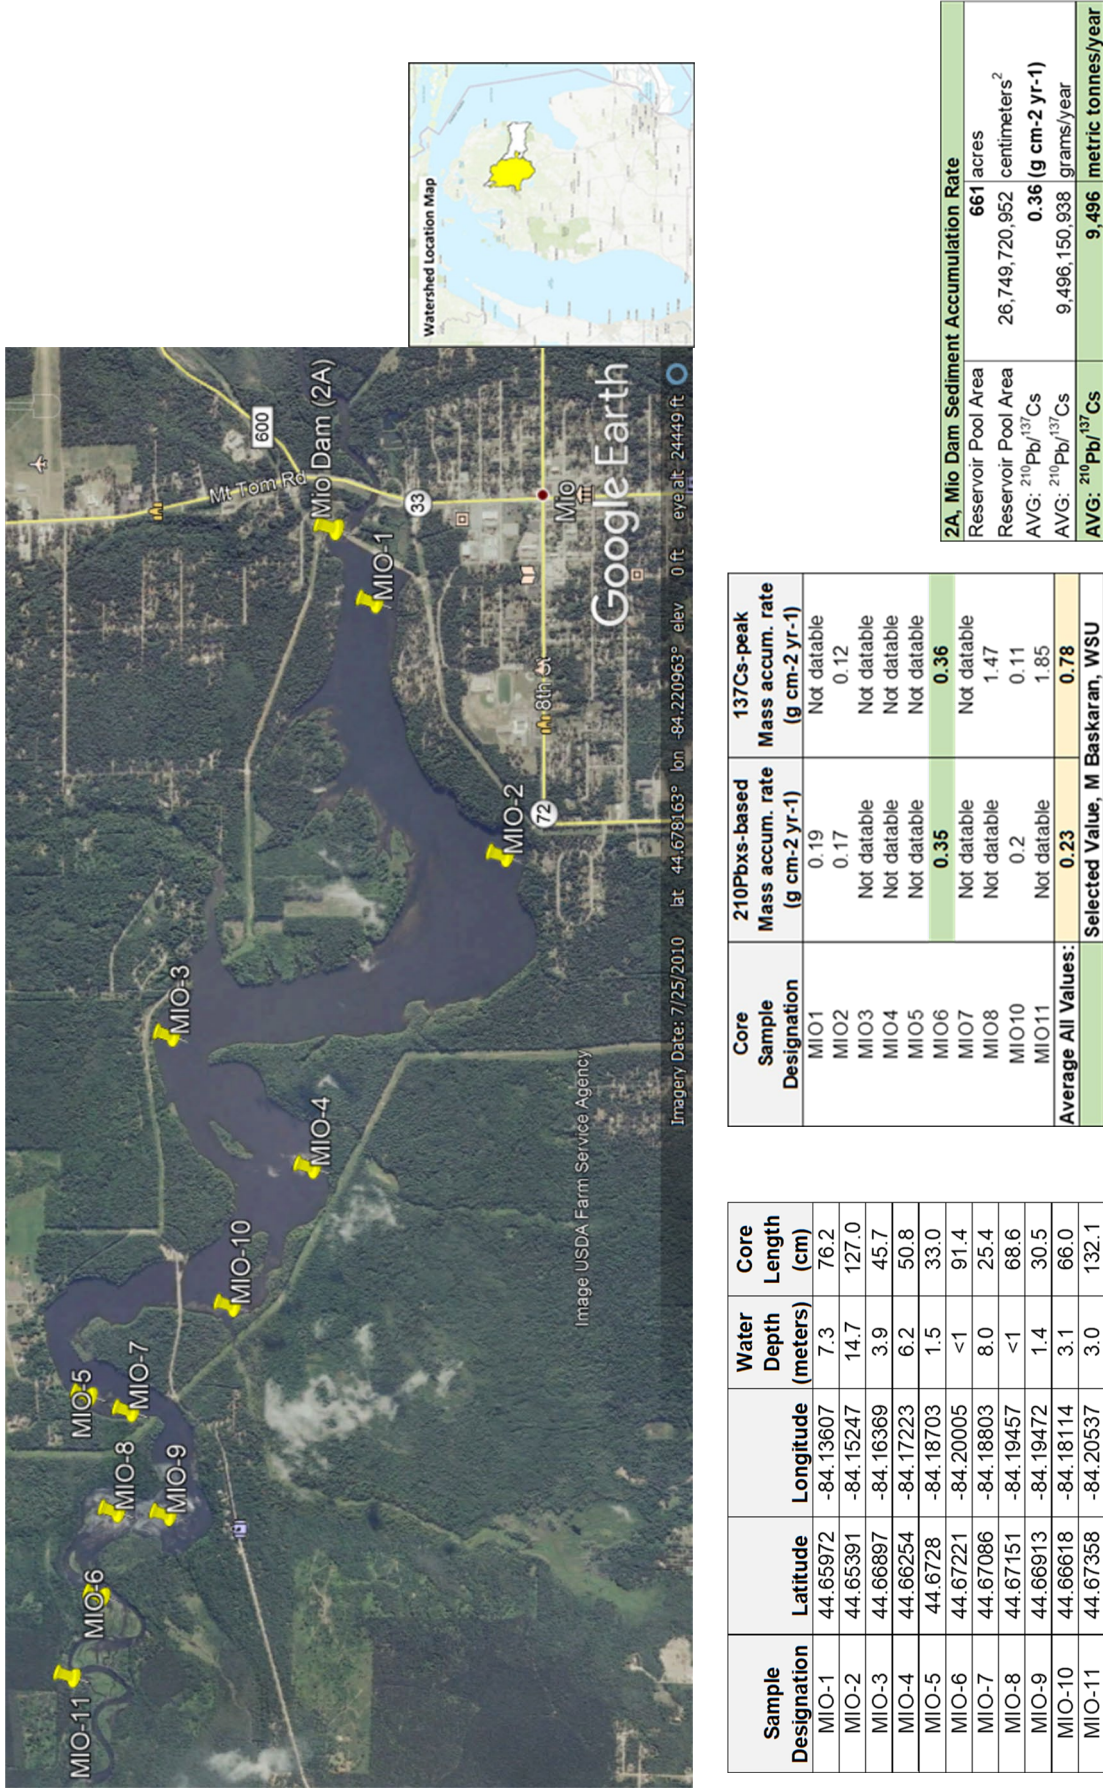 MIO-11
MIO-6
MIO-8
MIO-9
MIO-5
MIO-7
MIO-10
MIO-4
MIO-3
MIO-2
MIO-1
Mio Dam (2A)
Mt Tom Rd
600
33
72
8th St
Mio
Image USDA Farm Service Agency
Google Earth
Imagery Date: 7/25/2010 lat 44.678163° lon -84.220963° elev 0 ft eye alt 24449 ft
Watershed Location Map
Sample Designation Latitude Longitude Water Depth (meters) Core Length (cm)
MIO-1 44.65972 -84.13607 7.3 76.2
MIO-2 44.65391 -84.15247 14.7 127.0
MIO-3 44.66897 -84.16369 3.9 45.7
MIO-4 44.66254 -84.17223 6.2 50.8
MIO-5 44.6728 -84.18703 1.5 33.0
MIO-6 44.67221 -84.20005 <1 91.4
MIO-7 44.67086 -84.18803 8.0 25.4
MIO-8 44.67151 -84.19457 <1 68.6
MIO-9 44.66913 -84.19472 1.4 30.5
MIO-10 44.66618 -84.18114 3.1 66.0
MIO-11 44.67358 -84.20537 3.0 132.1
Core Sample Designation 210Pbxs-based Mass accum. rate (g cm-2 yr-1) 137Cs-peak Mass accum. rate (g cm-2 yr-1)
MIO1 0.19 Not datable
MIO2 0.17 0.12
MIO3 Not datable Not datable
MIO4 Not datable Not datable
MIO5 Not datable Not datable
MIO6 0.35 0.36
MIO7 Not datable Not datable
MIO8 Not datable 1.47
MIO10 0.2 0.11
MIO11 Not datable 1.85
Average All Values: 0.23 0.78
Selected Value, M Baskaran, WSU
2A, Mio Dam Sediment Accumulation Rate
Reservoir Pool Area 661 acres
Reservoir Pool Area 26,749,720,952 centimeters²
AVG: ²¹⁰Pb/¹³⁷Cs 0.36 (g cm-2 yr-1)
AVG: ²¹⁰Pb/¹³⁷Cs 9,496,150,938 grams/year
AVG: ²¹⁰Pb/¹³⁷Cs 9,496 metric tonnes/year